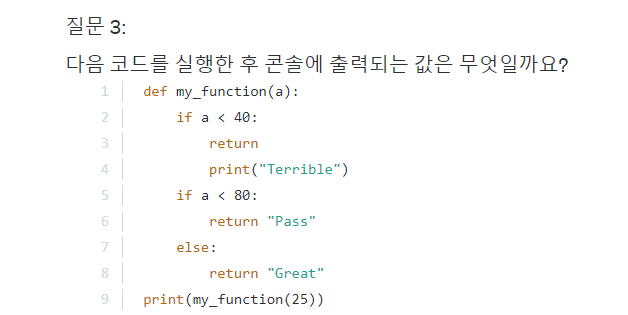 질문 3:
다음 코드를 실행한 후 콘솔에 출력되는 값은 무엇일까요?
1 def my_function(a):
2     if a < 40:
3         return
4         print("Terrible")
5     if a < 80:
6         return "Pass"
7     else:
8         return "Great"
9 print(my_function(25))